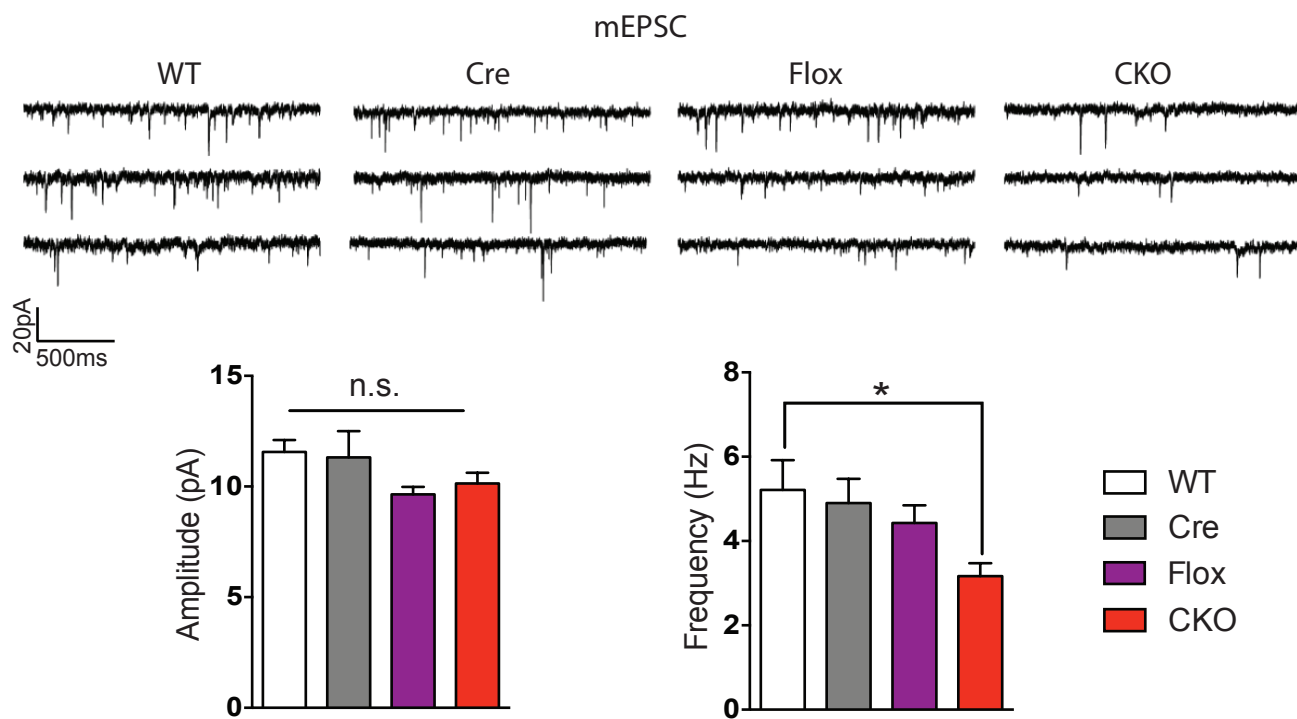 mEPSC
WT Cre Flox CKO
20pA
500ms
15
10
5
0
Amplitude (pA)
n.s.
8
6
4
2
0
Frequency (Hz)
*
WT
Cre
Flox
CKO